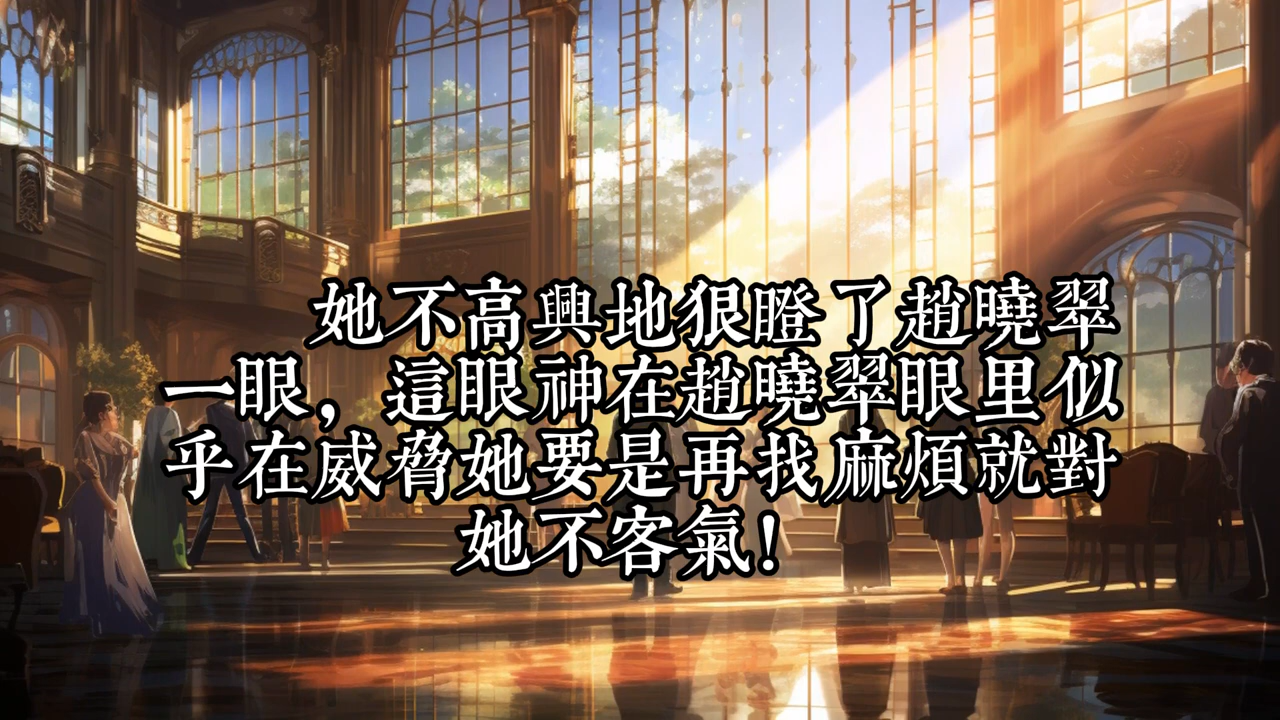 她不高興地狠瞪了趙曉翠
一眼，這眼神在趙曉翠眼里似
乎在威脅她要是再找麻煩就對
她不客氣！